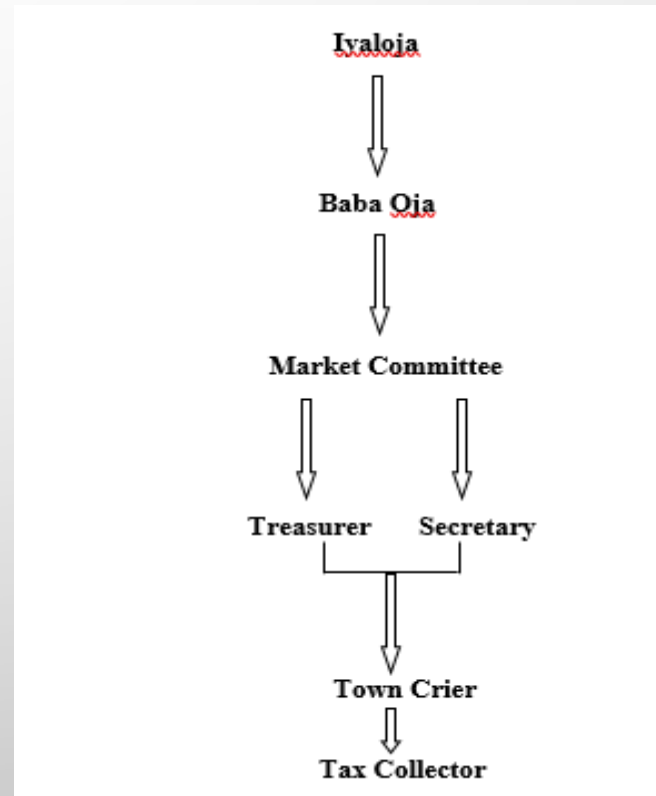 Iyaloja
Baba Oja
Market Committee
Treasurer Secretary
Town Crier
Tax Collector